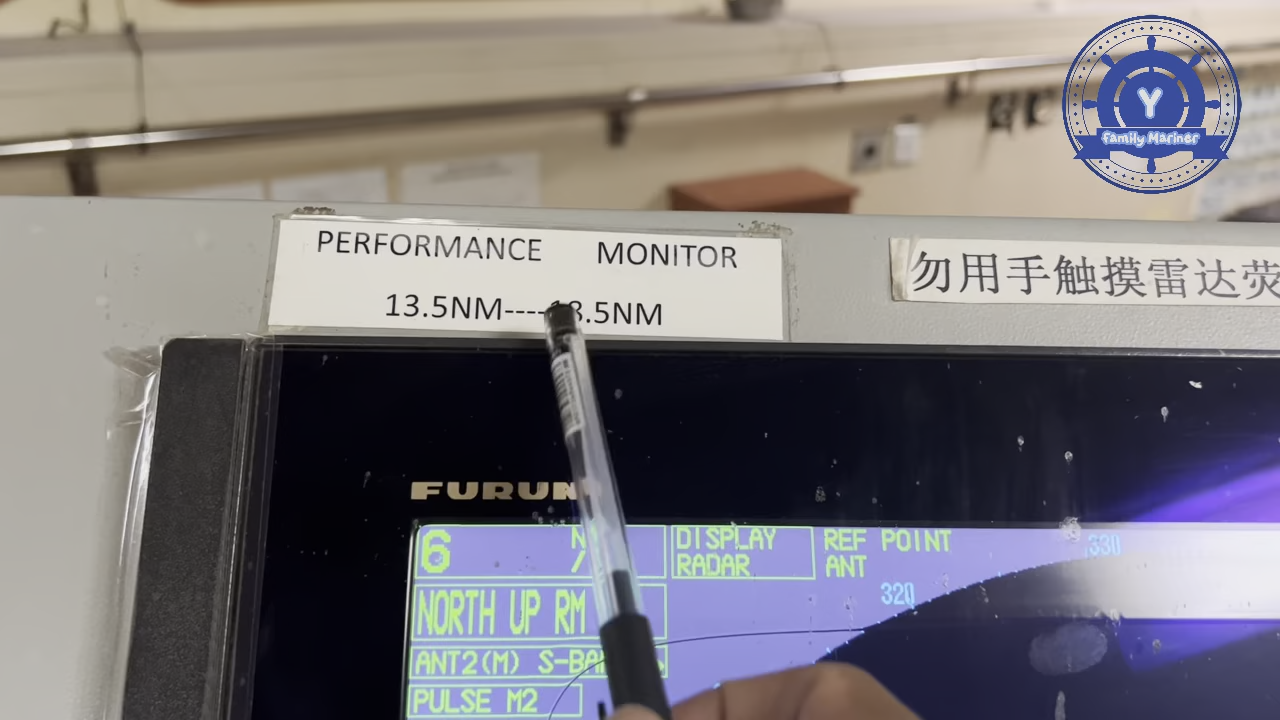 Y
family Mariner
PERFORMANCE MONITOR
13.5NM----18.5NM
勿用手触摸雷达荧
FURUN
6
DISPLAY
RADAR
REF POINT
ANT
330
320
NORTH UP RM
ANT2(M)
PULSE M2